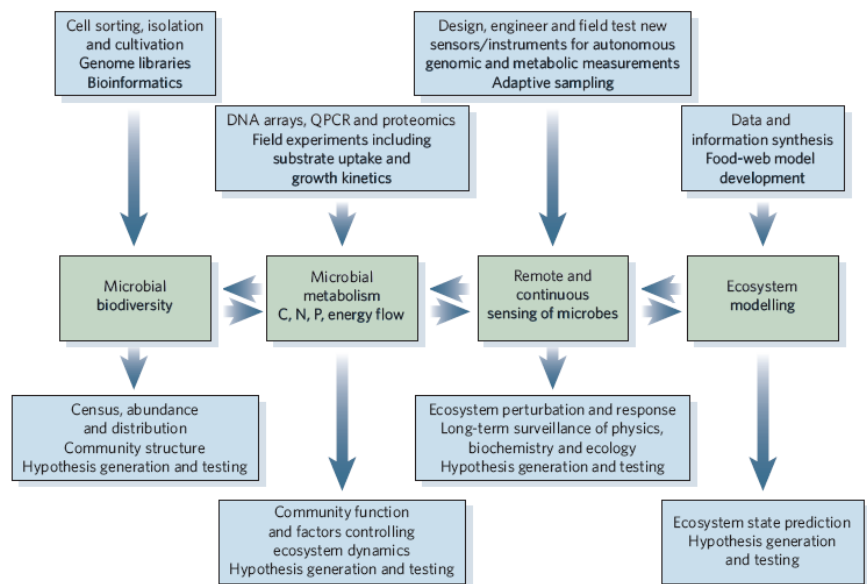 Cell sorting, isolation
and cultivation
Genome libraries
Bioinformatics
Design, engineer and field test new
sensors/instruments for autonomous
genomic and metabolic measurements
Adaptive sampling
DNA arrays, QPCR and proteomics
Field experiments including
substrate uptake and
growth kinetics
Data and
information synthesis
Food-web model
development
Microbial
biodiversity
Microbial
metabolism
C, N, P, energy flow
Remote and
continuous
sensing of microbes
Ecosystem
modelling
Census, abundance
and distribution
Community structure
Hypothesis generation and testing
Ecosystem perturbation and response
Long-term surveillance of physics,
biochemistry and ecology
Hypothesis generation and testing
Community function
and factors controlling
ecosystem dynamics
Hypothesis generation and testing
Ecosystem state prediction
Hypothesis generation
and testing